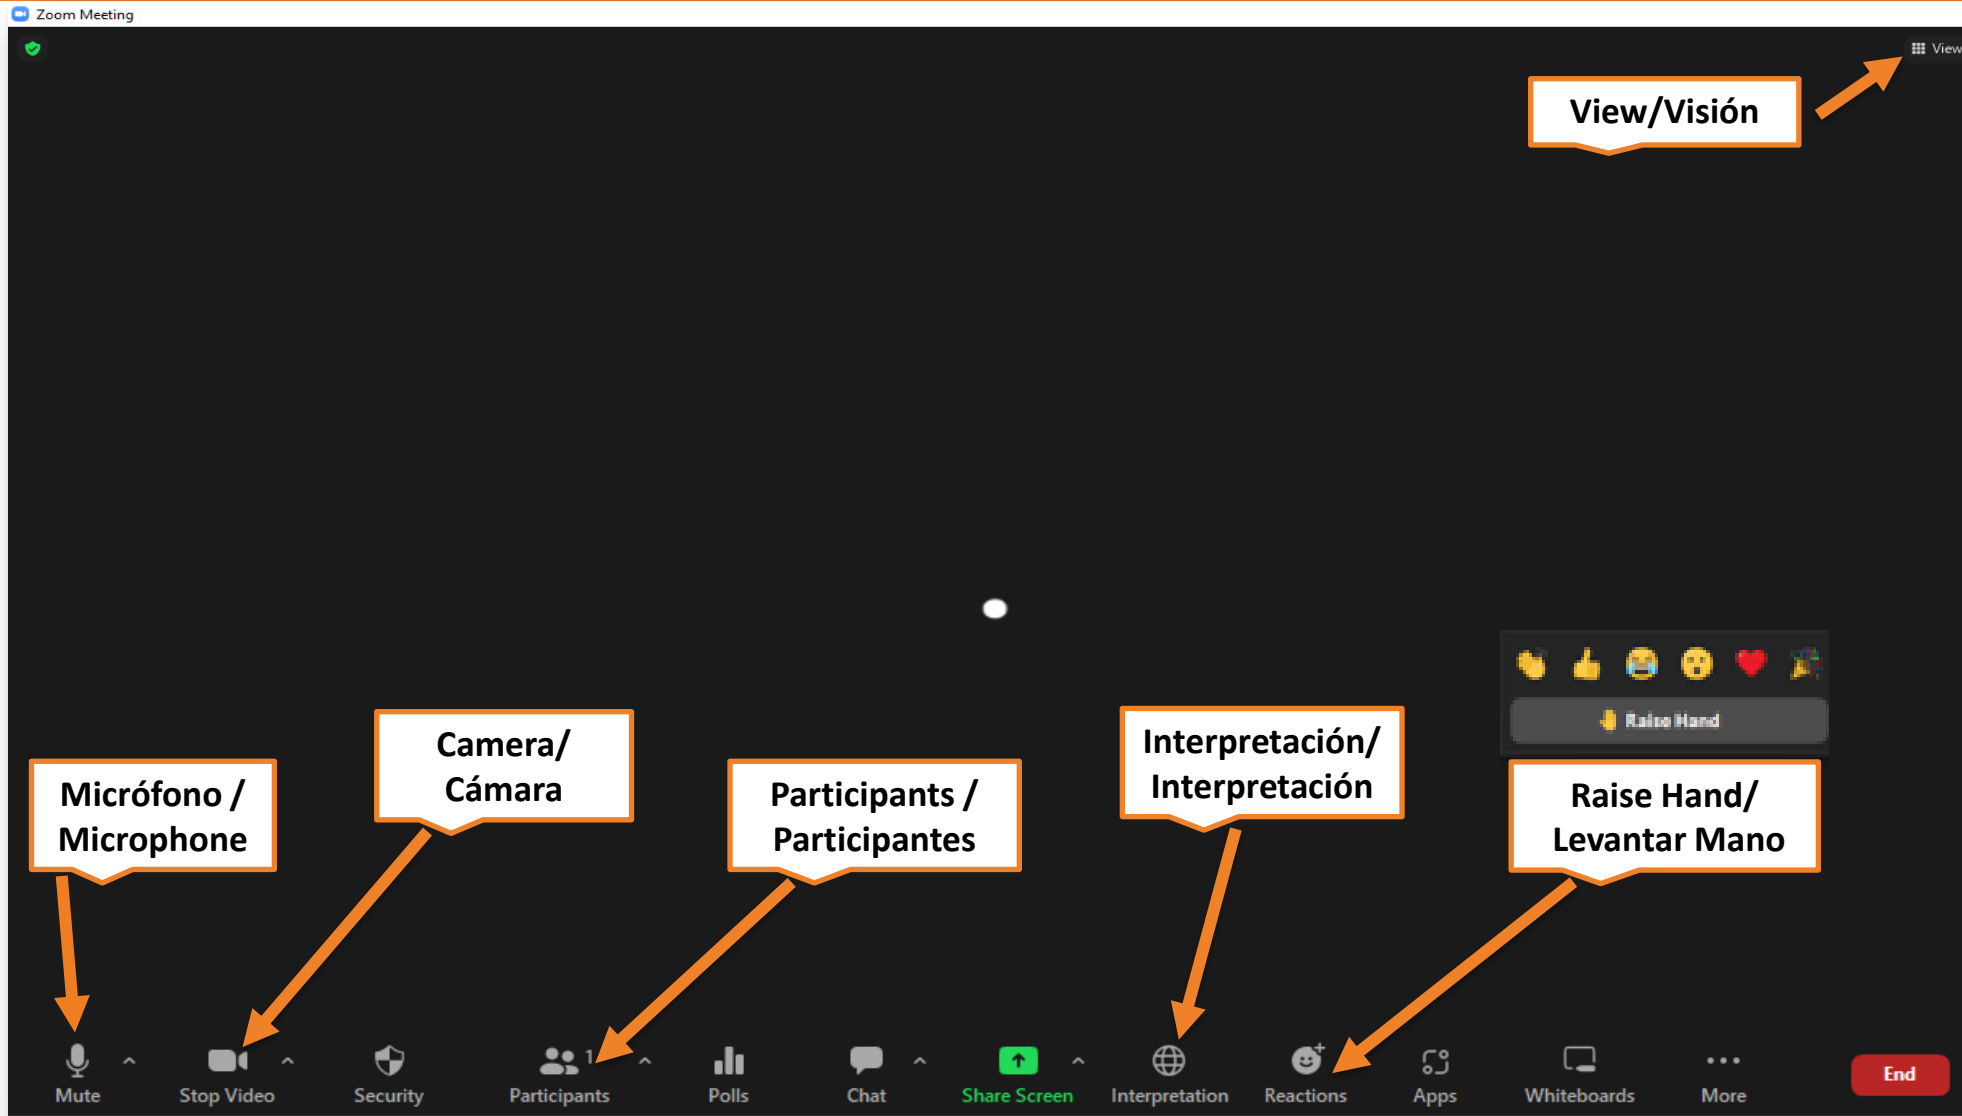 Zoom Meeting
View
View/Visión
Raise Hand
Camera/
Cámara
Interpretación/
Interpretación
Micrófono /
Microphone
Participants /
Participantes
Raise Hand/
Levantar Mano
1
Mute
Stop Video
Security
Participants
Polls
Chat
Share Screen
Interpretation
Reactions
Apps
Whiteboards
More
End